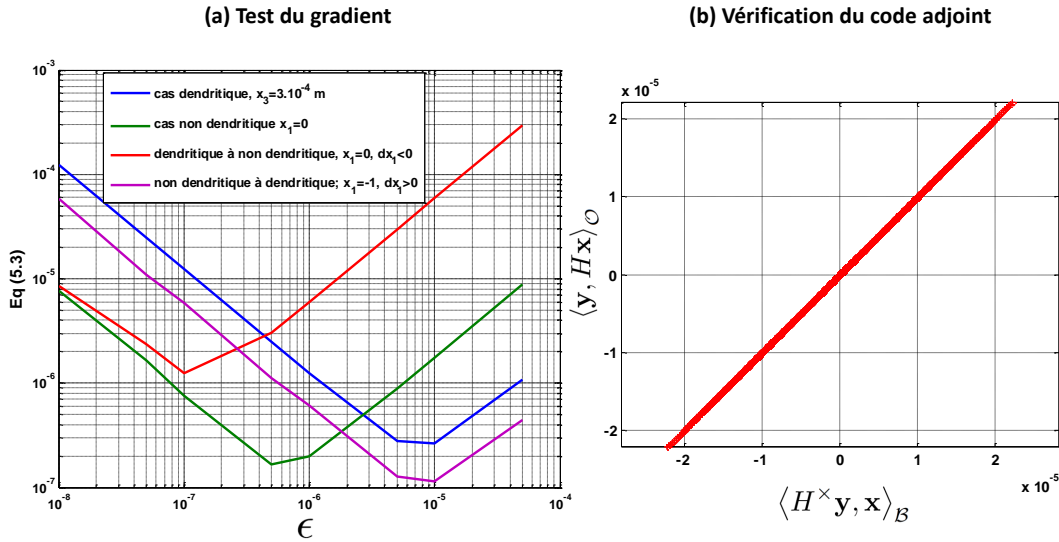 (a) Test du gradient
(b) Vérification du code adjoint
10⁻³
10⁻⁴
10⁻⁵
10⁻⁶
10⁻⁷
Eq (5.3)
cas dendritique, x₃=3.10⁻⁴ m
cas non dendritique x₁=0
dendritique à non dendritique, x₁=0, dx₁<0
non dendritique à dendritique; x₁=-1, dx₁>0
10⁻⁸
10⁻⁷
10⁻⁶
10⁻⁵
10⁻⁴
ϵ
x 10⁻⁵
2
1
0
-1
-2
⟨y, Hx⟩_𝒪
-2
-1
0
1
2
x 10⁻⁵
⟨H^× y, x⟩_ℬ